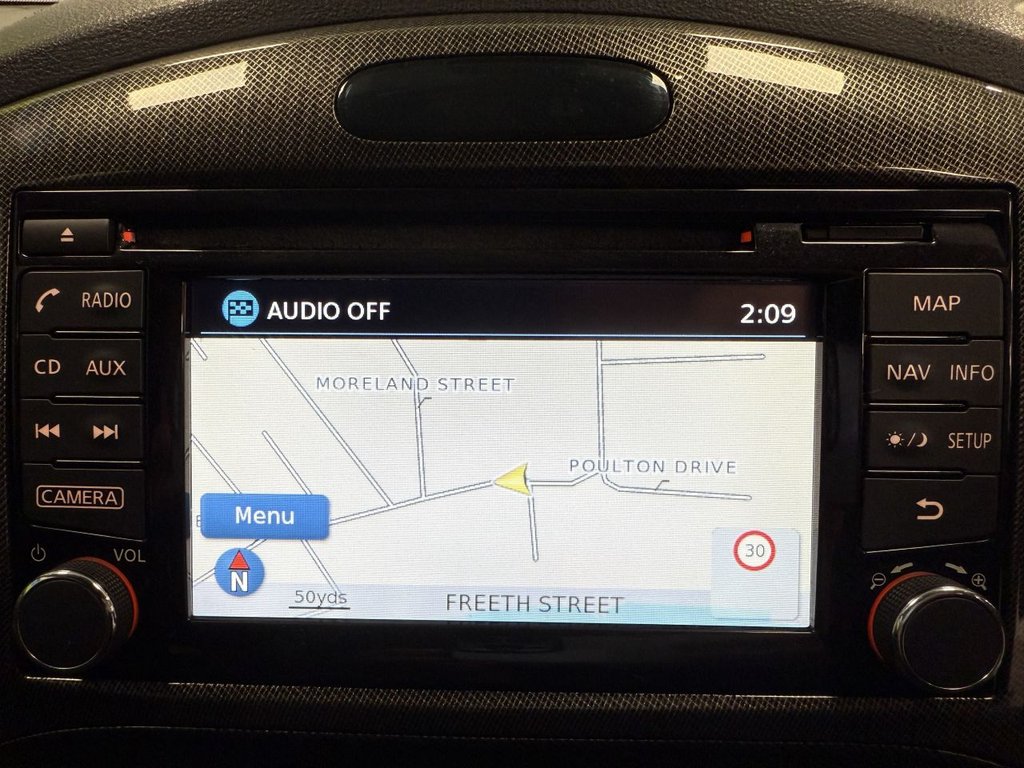 RADIO
CD AUX
CAMERA
VOL
AUDIO OFF 2:09
MORELAND STREET
POULTON DRIVE
Menu
N
50yds
FREETH STREET
30
MAP
NAV INFO
SETUP